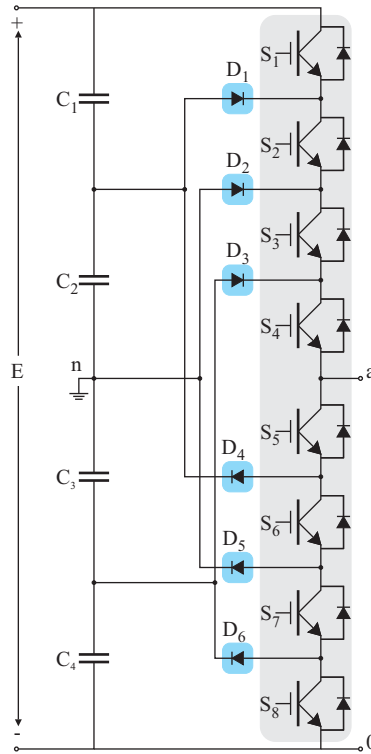 +
S₁
D₁
C₁
S₂
D₂
S₃
D₃
C₂
S₄
E
n
a
S₅
D₄
C₃
S₆
D₅
S₇
D₆
C₄
S₈
-
0